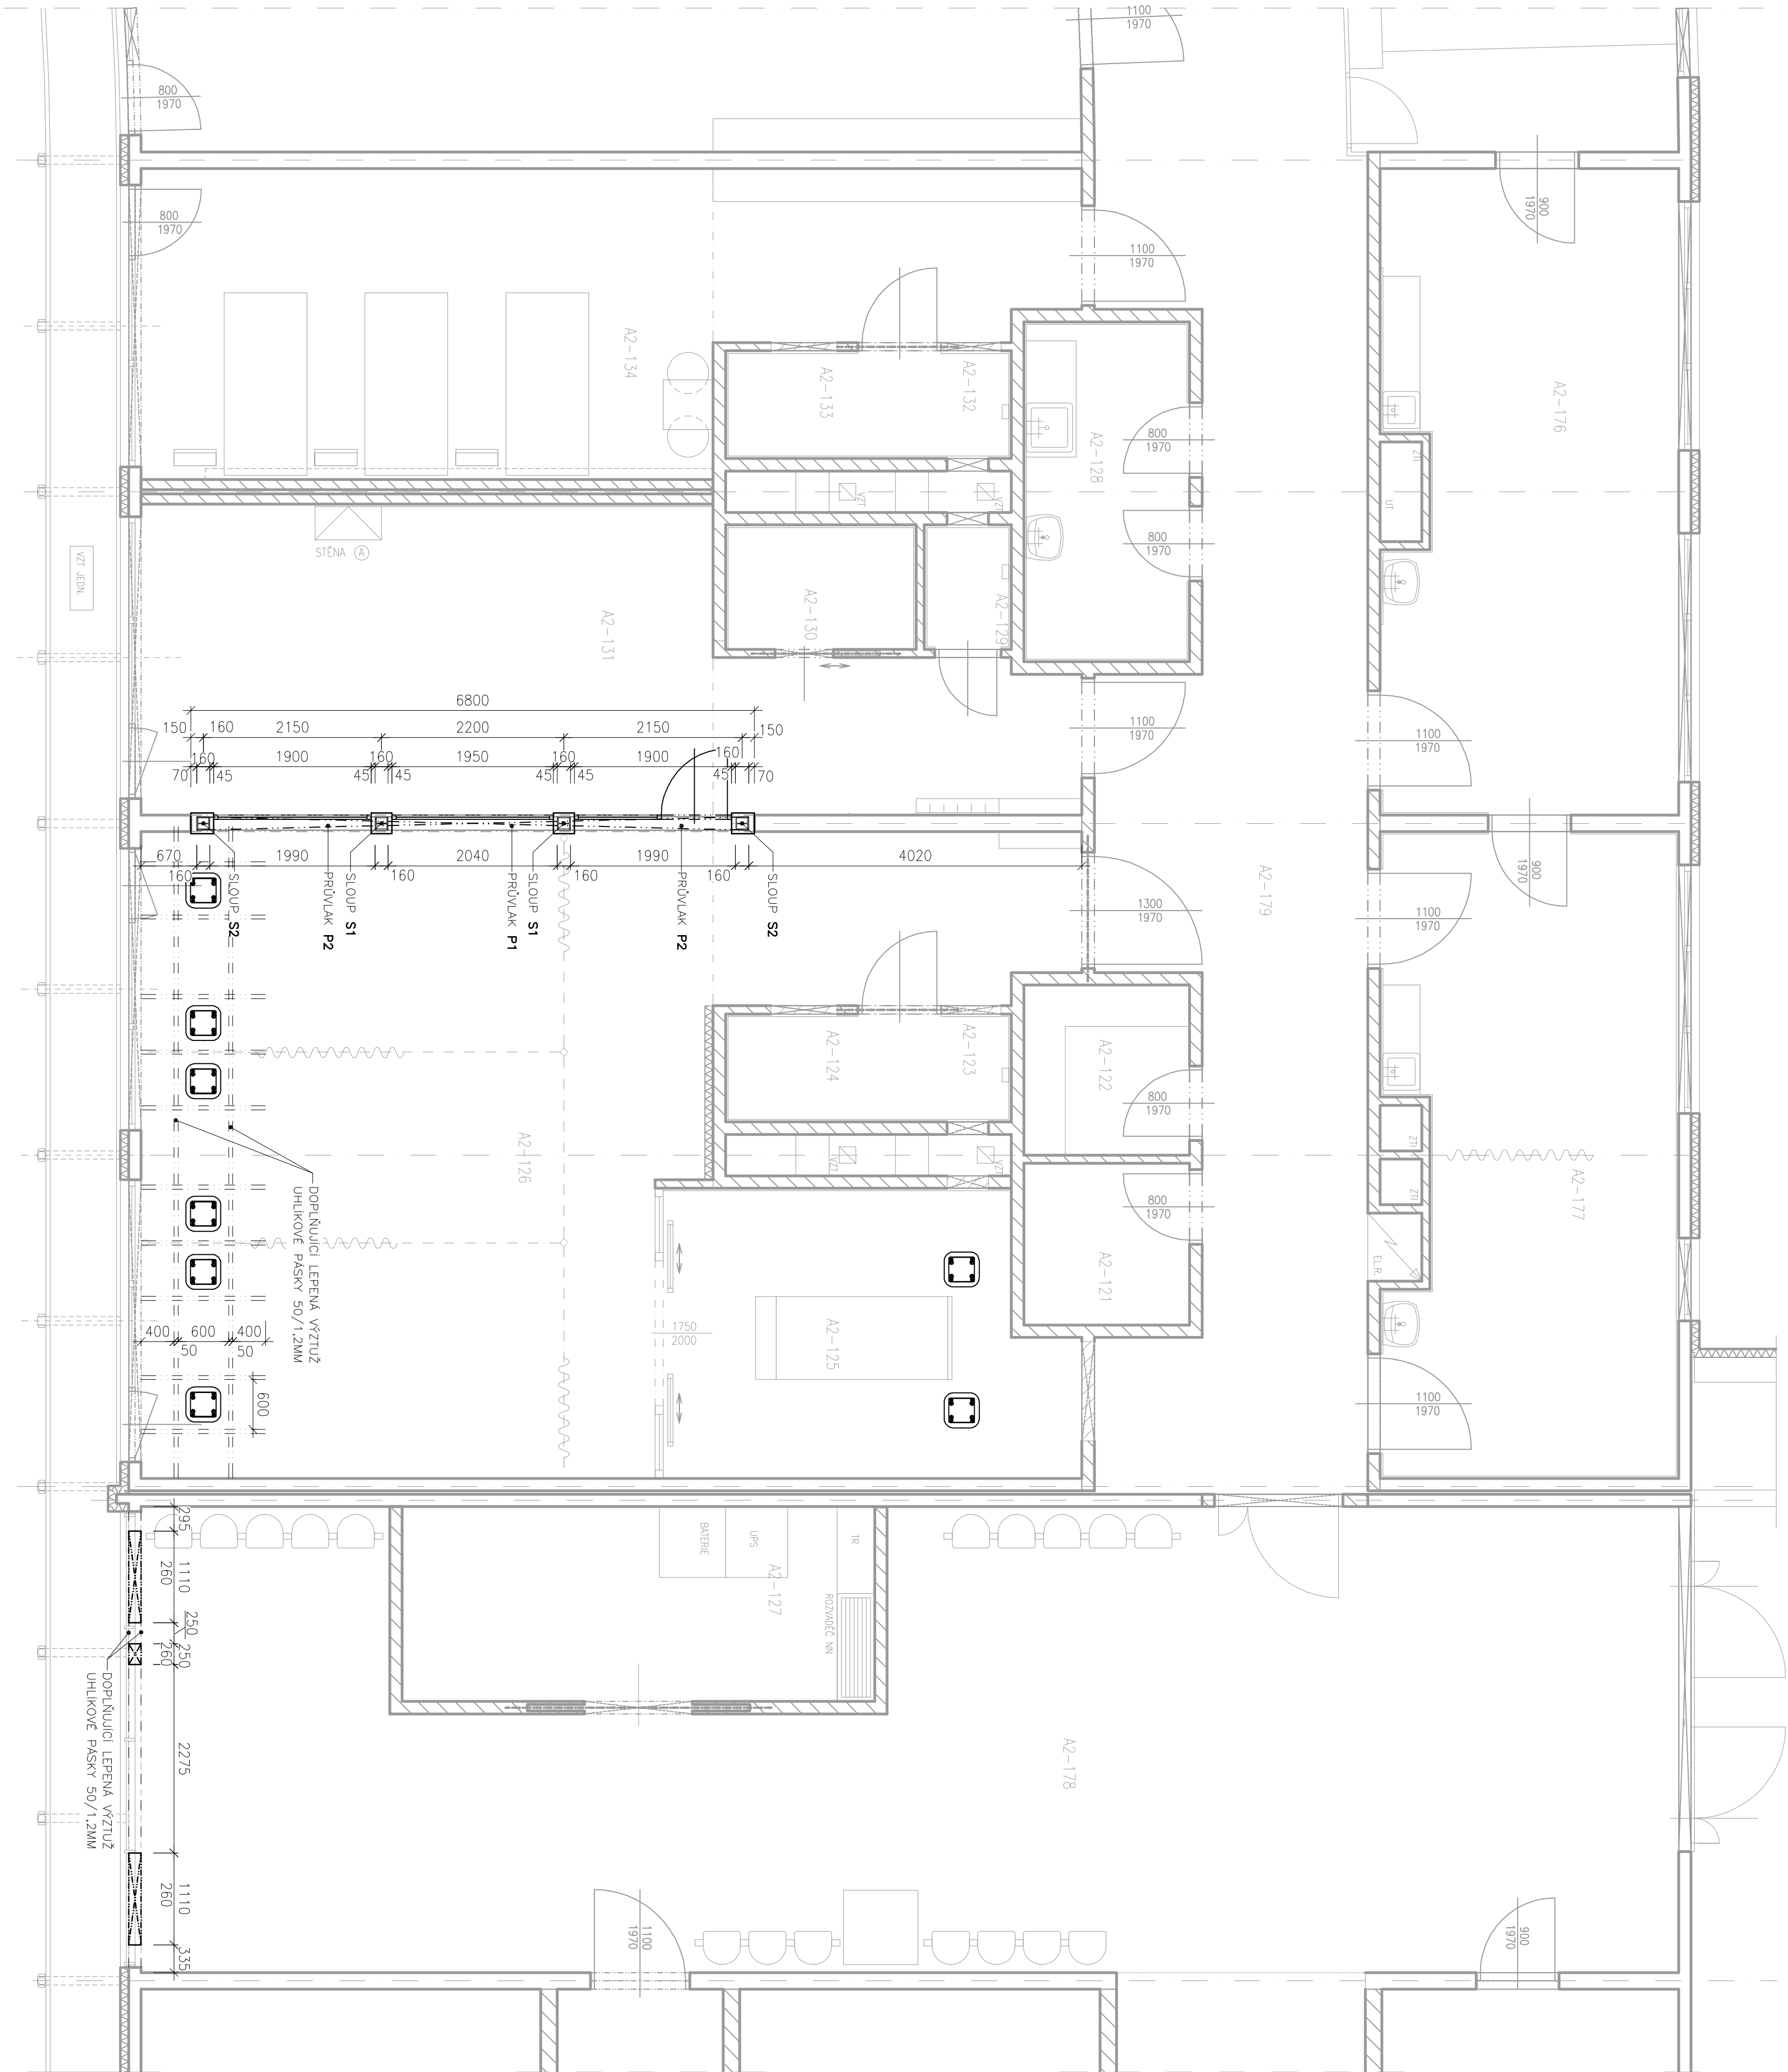 1100
1970
800
1970
800
1970
900
1970
1100
1970
A2-134
A2-133
A2-132
A2-128
A2-176
800
1970
ZTI
VZT
VZT
UT
800
1970
STĚNA A
VZT JEDN.
A2-131
A2-130
A2-129
6800
150
160
2150
2200
2150
150
1100
1970
1100
1970
160
1900
160
1950
160
1900
160
70
45
45
45
45
45
45
70
670
1990
2040
1990
4020
160
160
160
160
SLOUP S2
PRŮVLAK P2
SLOUP S1
PRŮVLAK P1
SLOUP S1
PRŮVLAK P2
SLOUP S2
900
1970
A2-179
1300
1970
1100
1970
A2-124
A2-123
A2-122
800
1970
A2-126
VZT
VZT
ZTI
ZTI
A2-177
DOPLŇUJÍCÍ LEPENÁ VÝZTUŽ
UHLÍKOVÉ PÁSKY 50/1,2MM
800
1970
A2-121
EL.R.
400
600
400
50
50
1750
2000
A2-125
600
1100
1970
295
1110
260
250
250
260
2275
1110
260
335
BATERIE
UPS
TR
A2-127
ROZVADĚČ NN
DOPLŇUJÍCÍ LEPENÁ VÝZTUŽ
UHLÍKOVÉ PÁSKY 50/1,2MM
A2-178
1100
1970
900
1970